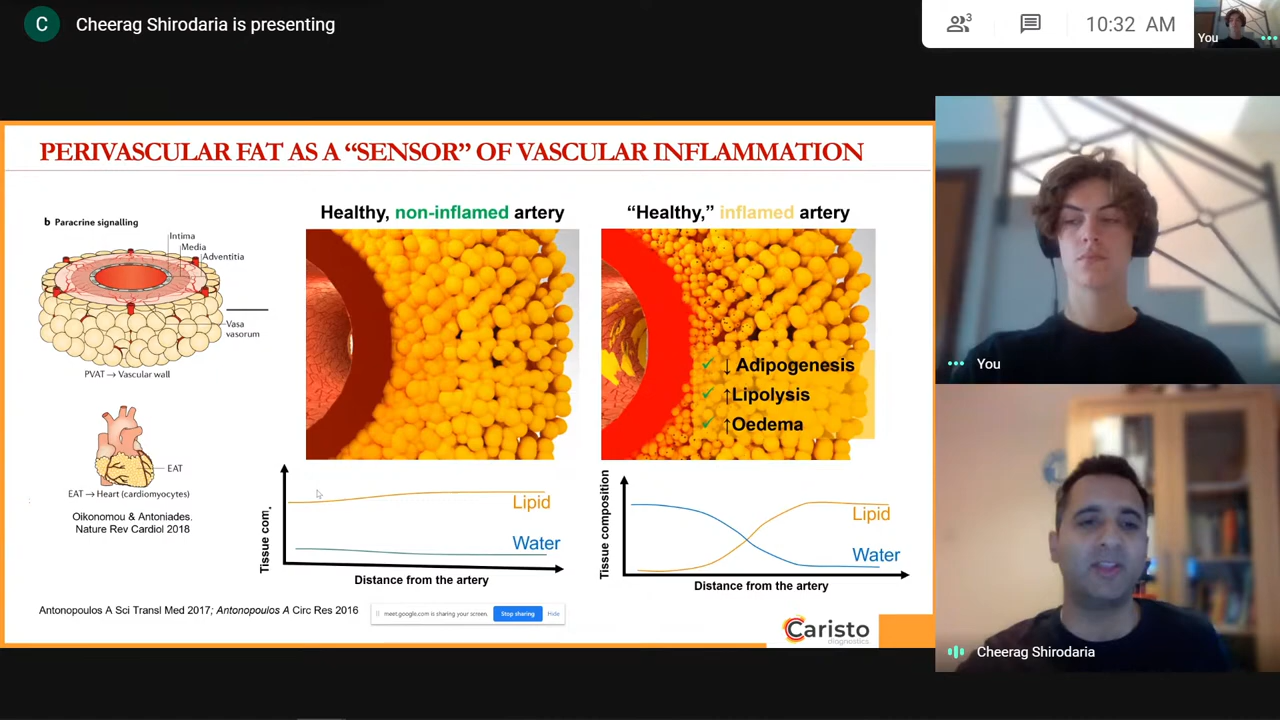 C
Cheerag Shirodaria is presenting
3
10:32 AM
You
PERIVASCULAR FAT AS A “SENSOR” OF VASCULAR INFLAMMATION
b Paracrine signalling
Intima
Media
Adventitia
Vasa
vasorum
PVAT → Vascular wall
EAT
EAT → Heart (cardiomyocytes)
Oikonomou & Antoniades.
Nature Rev Cardiol 2018
Healthy, non-inflamed artery
Tissue com.
Lipid
Water
Distance from the artery
“Healthy,” inflamed artery
✓ ↓ Adipogenesis
✓ ↑Lipolysis
✓ ↑Oedema
Tissue composition
Lipid
Water
Distance from the artery
Antonopoulos A Sci Transl Med 2017; Antonopoulos A Circ Res 2016
meet.google.com is sharing your screen.
Stop sharing
Hide
Caristo
diagnostics
You
Cheerag Shirodaria